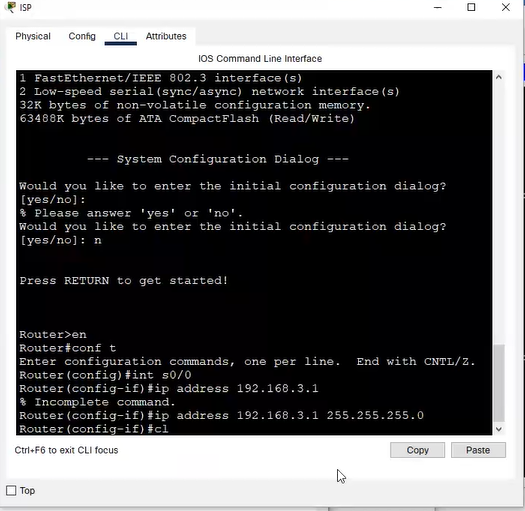 ISP
Physical Config CLI Attributes
IOS Command Line Interface
1 FastEthernet/IEEE 802.3 interface(s)
2 Low-speed serial(sync/async) network interface(s)
32K bytes of non-volatile configuration memory.
63488K bytes of ATA CompactFlash (Read/Write)
--- System Configuration Dialog ---
Would you like to enter the initial configuration dialog?
[yes/no]:
% Please answer 'yes' or 'no'.
Would you like to enter the initial configuration dialog?
[yes/no]: n
Press RETURN to get started!
Router>en
Router#conf t
Enter configuration commands, one per line.  End with CNTL/Z.
Router(config)#int s0/0
Router(config-if)#ip address 192.168.3.1
% Incomplete command.
Router(config-if)#ip address 192.168.3.1 255.255.255.0
Router(config-if)#cl
Ctrl+F6 to exit CLI focus
Copy Paste
Top